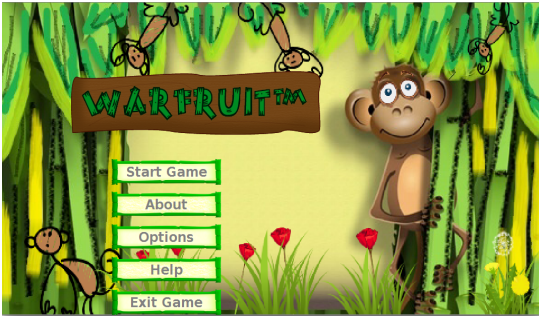 WARFRUIT™
Start Game
About
Options
Help
Exit Game